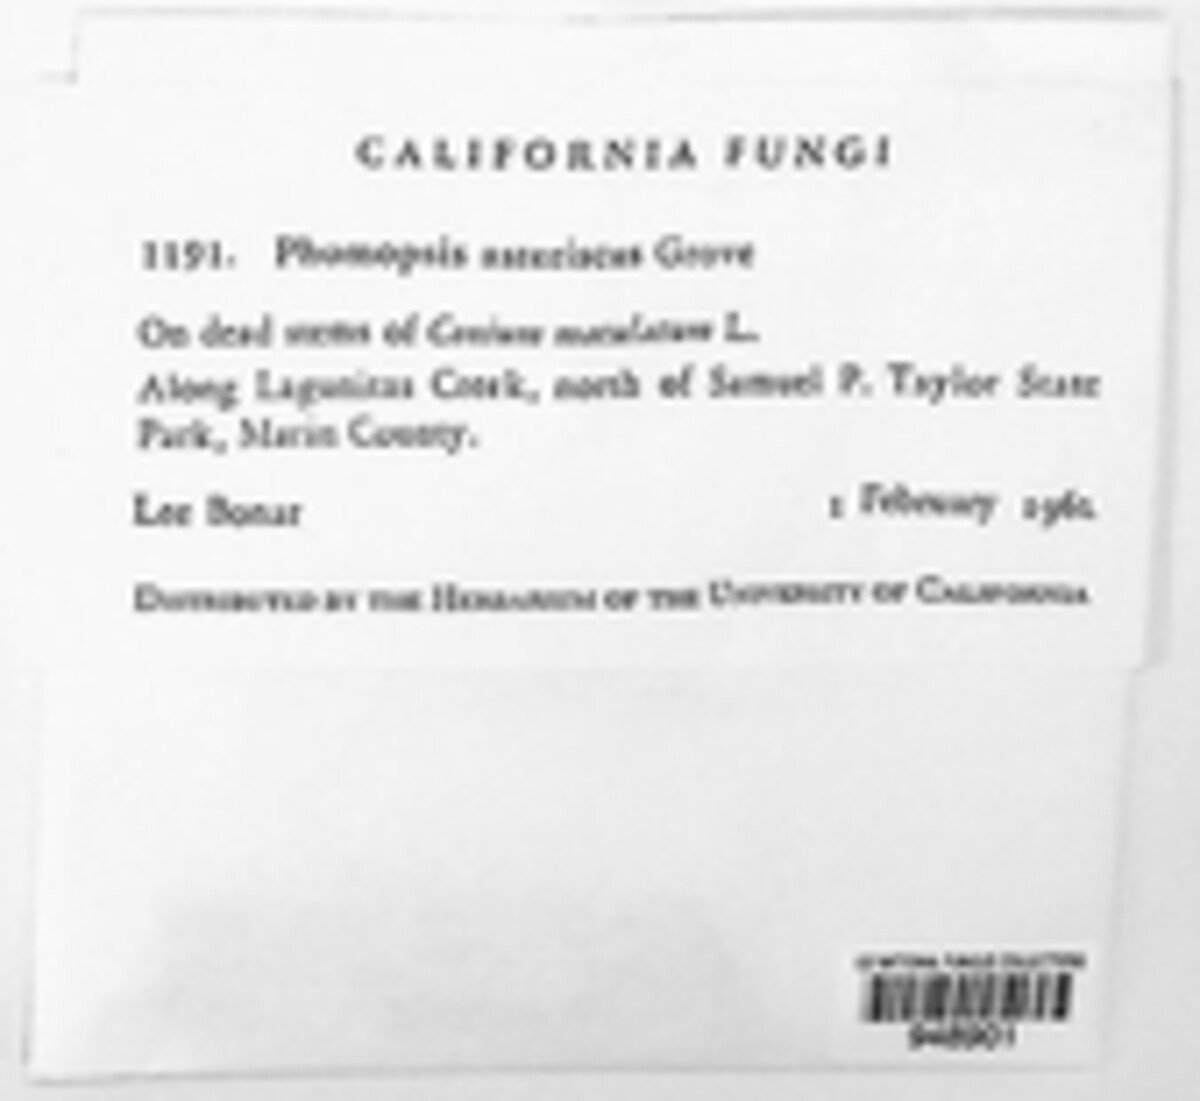 CALIFORNIA FUNGI
1191. Phomopsis asteriscus Grove
On dead stems of Conium maculatum L.
Along Lagunitas Creek, north of Samuel P. Taylor State
Park, Marin County.
Lee Bonar
1 February
DISTRIBUTED BY THE HERBARIUM OF THE UNIVERSITY OF CALIFORNIA
948901